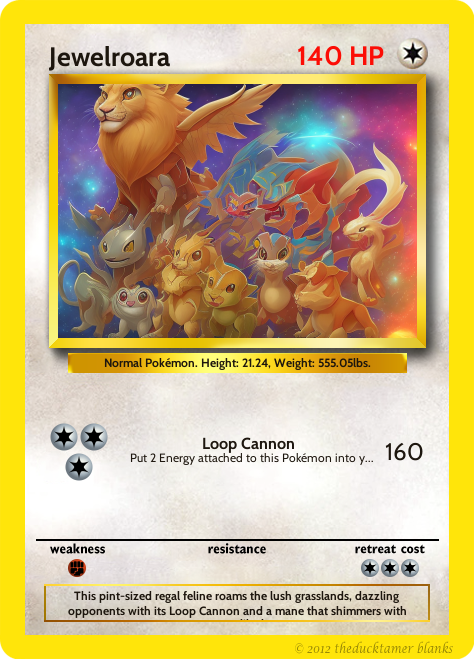 Jewelroara
140 HP
Normal Pokémon. Height: 21.24, Weight: 555.05lbs.
Loop Cannon
Put 2 Energy attached to this Pokémon into y...
160
weakness
resistance
retreat cost
This pint-sized regal feline roams the lush grasslands, dazzling
opponents with its Loop Cannon and a mane that shimmers with
© 2012 theducktamer blanks